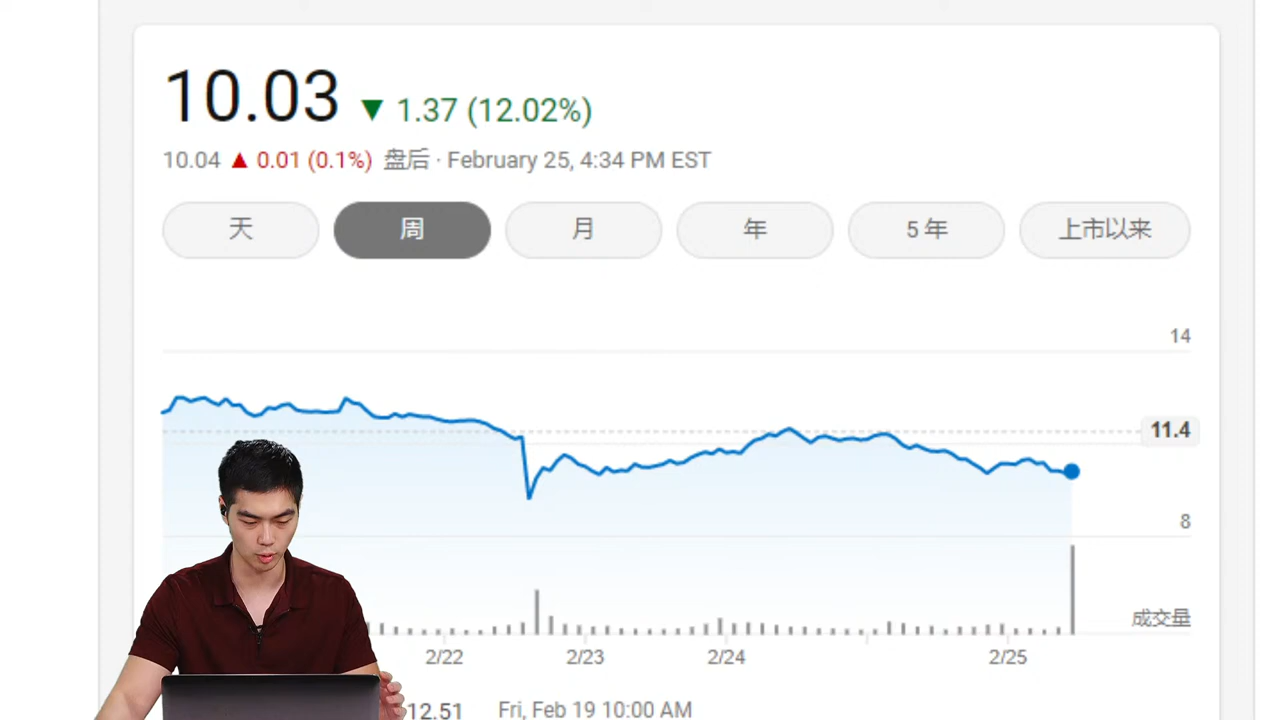 10.03 ▼ 1.37 (12.02%)
10.04 ▲ 0.01 (0.1%) 盘后 · February 25, 4:34 PM EST
天 周 月 年 5 年 上市以来
14
11.4
8
成交量
2/22 2/23 2/24 2/25
12.51 Fri, Feb 19 10:00 AM